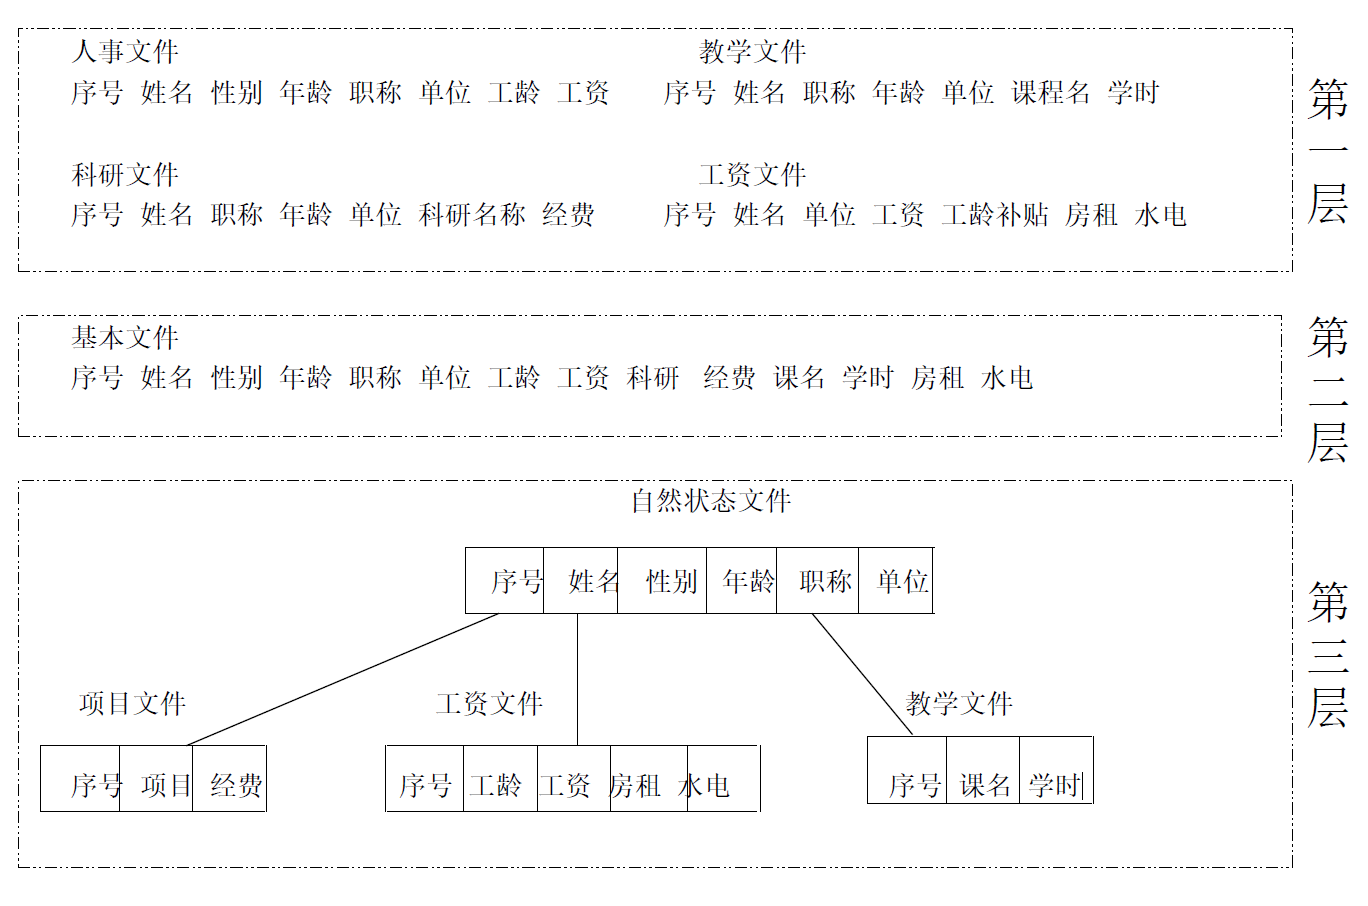 人事文件 教学文件
序号 姓名 性别 年龄 职称 单位 工龄 工资 序号 姓名 职称 年龄 单位 课程名 学时
科研文件 工资文件
序号 姓名 职称 年龄 单位 科研名称 经费 序号 姓名 单位 工资 工龄补贴 房租 水电
第一层
基本文件
序号 姓名 性别 年龄 职称 单位 工龄 工资 科研 经费 课名 学时 房租 水电
第二层
自然状态文件
序号 姓名 性别 年龄 职称 单位
项目文件 工资文件 教学文件
序号 项目 经费 序号 工龄 工资 房租 水电 序号 课名 学时
第三层